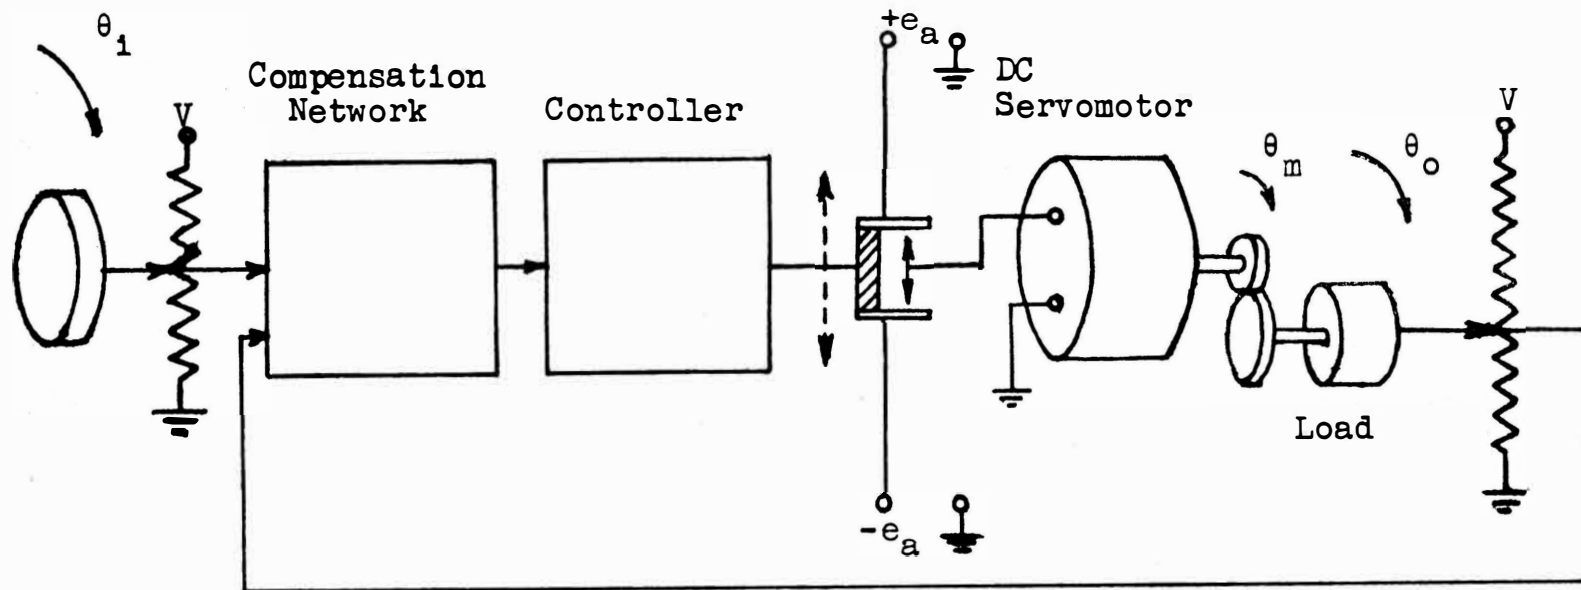 θi
Compensation
Network
V
Controller
+ea
DC
Servomotor
θm
θo
V
Load
-ea